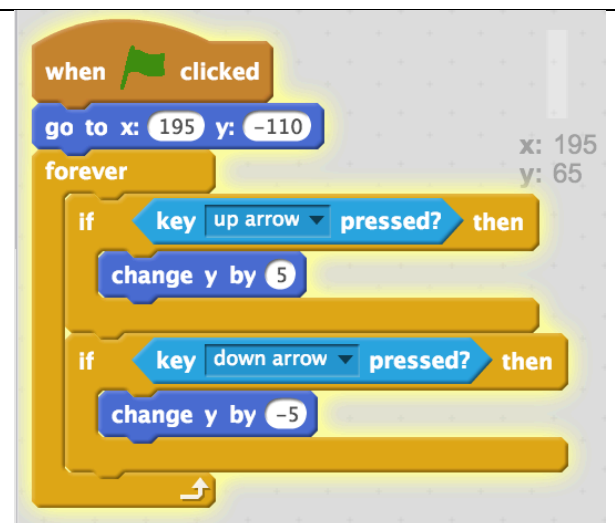 when clicked
go to x: 195 y: -110
x: 195
y: 65
forever
if key up arrow pressed? then
change y by 5
if key down arrow pressed? then
change y by -5